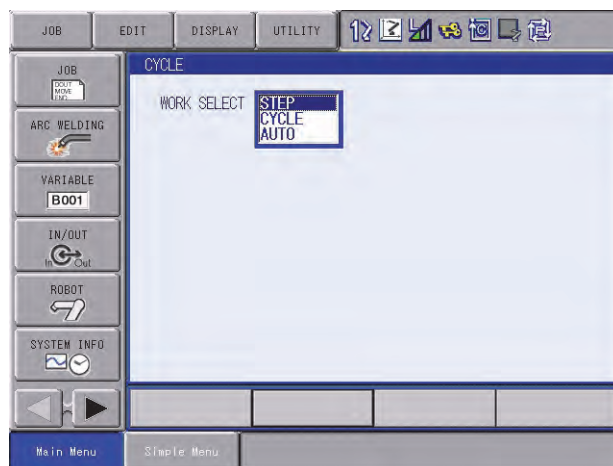 JOB EDIT DISPLAY UTILITY
CYCLE
JOB
DOUT
MOVE
END
WORK SELECT
STEP
CYCLE
AUTO
ARC WELDING
VARIABLE
B001
IN/OUT
In Out
ROBOT
SYSTEM INFO
Main Menu Simple Menu